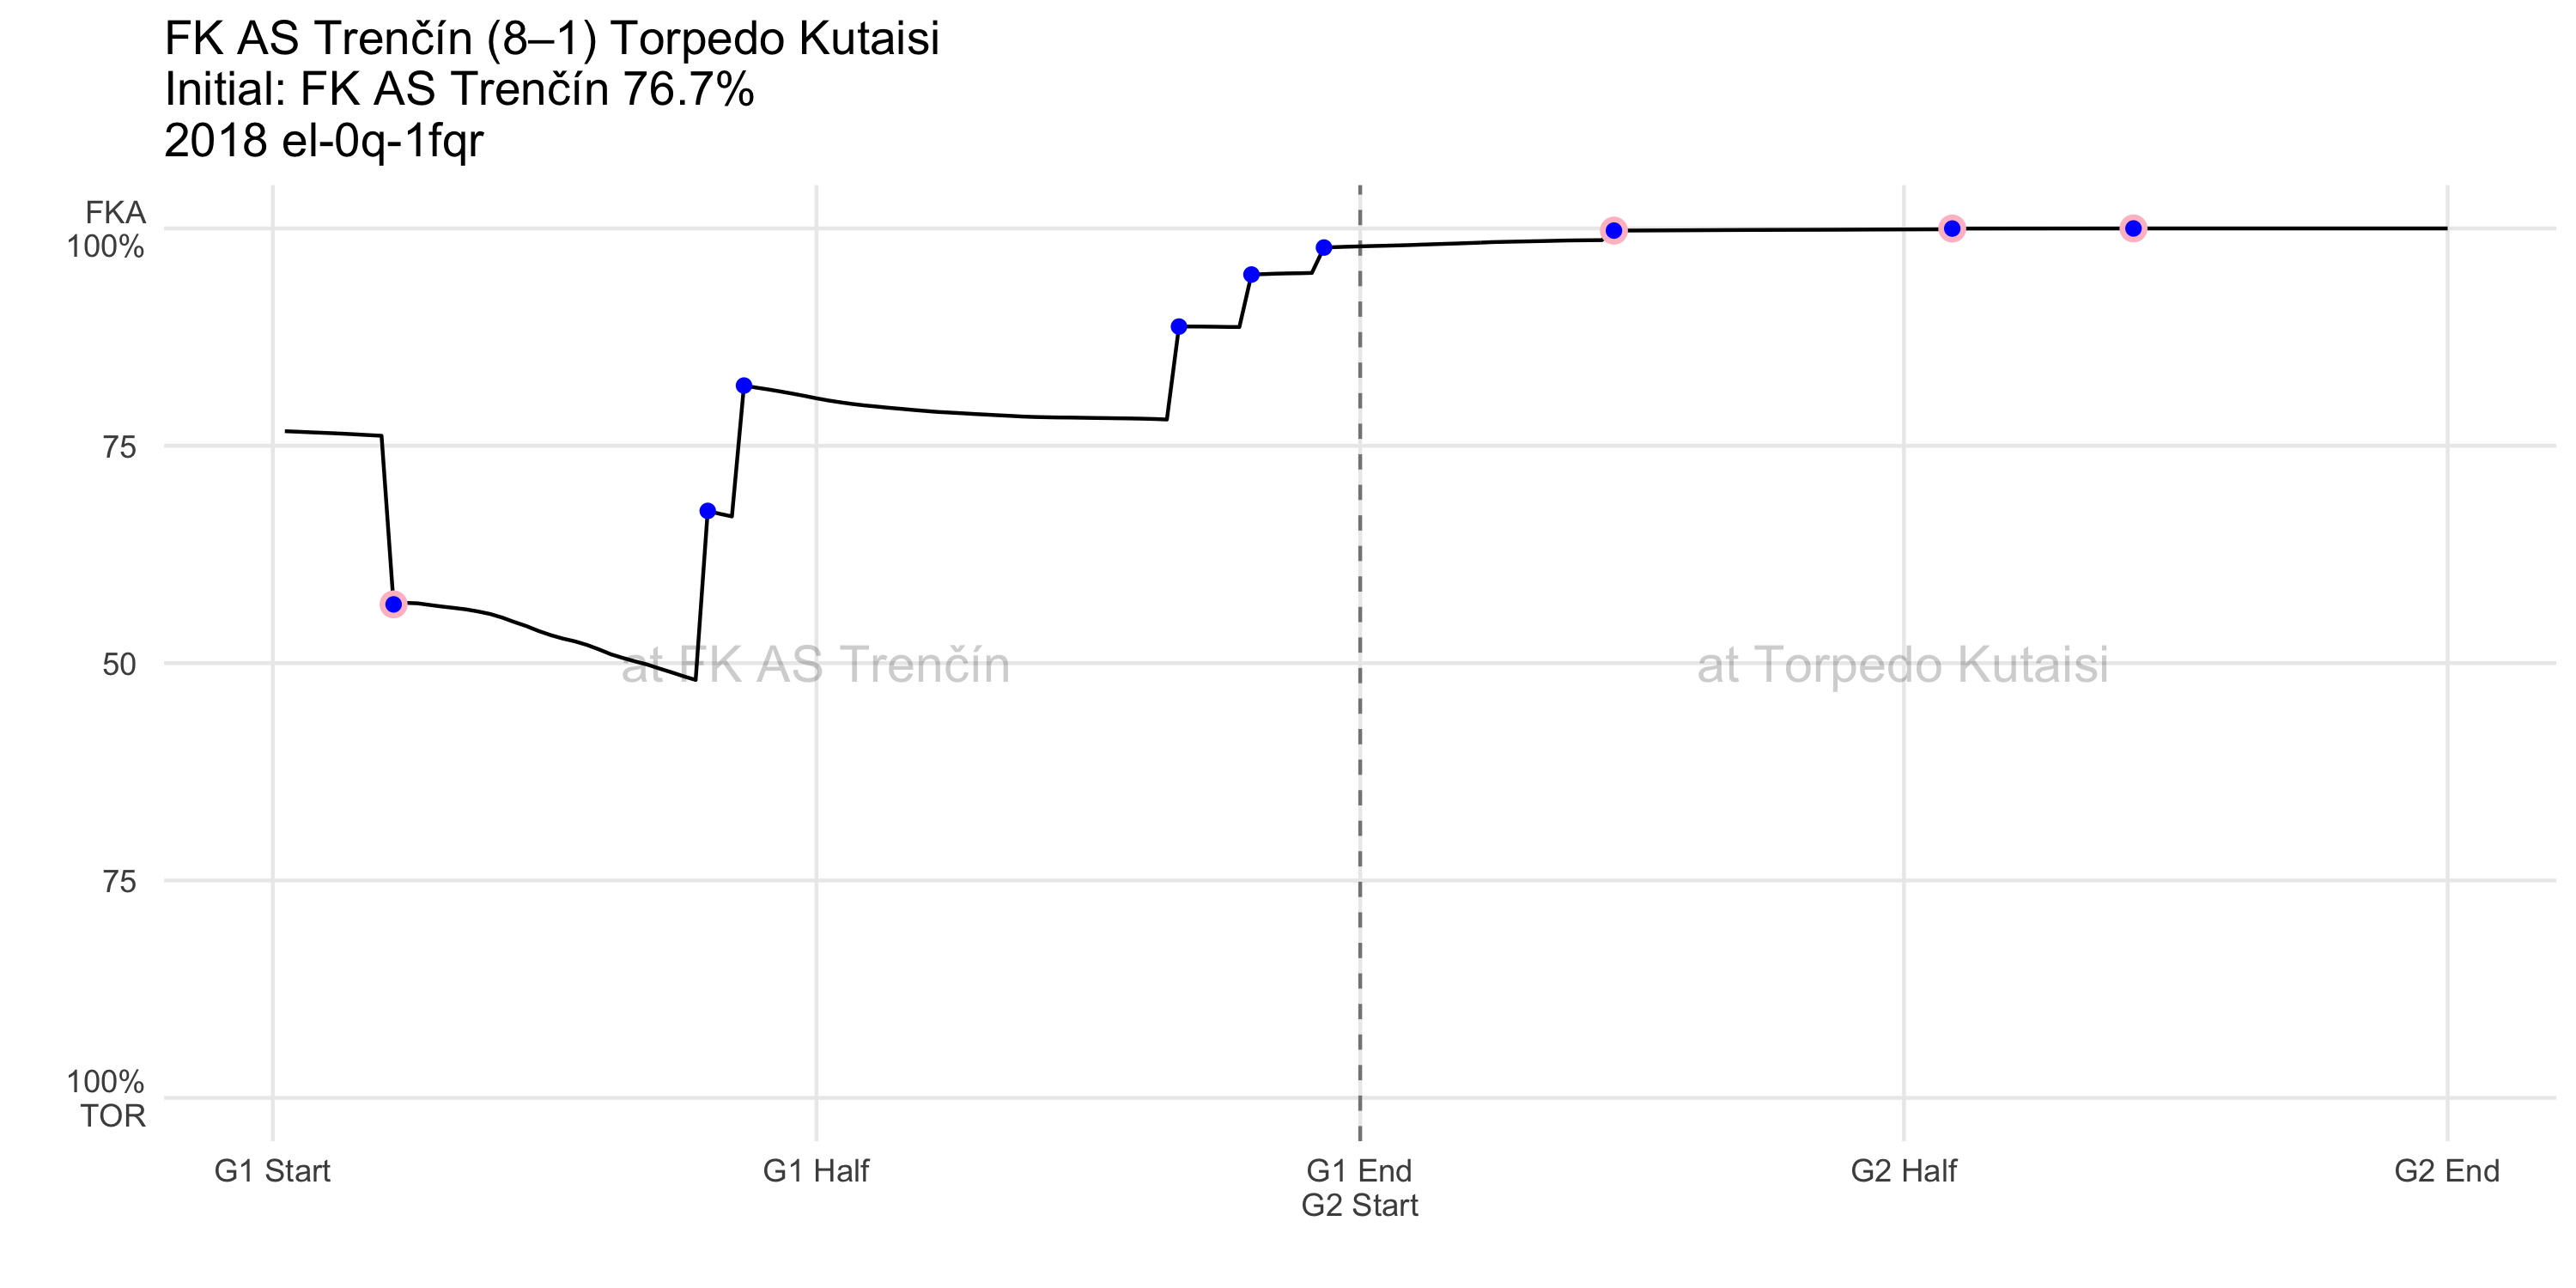 FK AS Trenčín (8–1) Torpedo Kutaisi
Initial: FK AS Trenčín 76.7%
2018 el-0q-1fqr
FKA
100%
75
50
75
100%
TOR
at FK AS Trenčín
at Torpedo Kutaisi
G1 Start
G1 Half
G1 End
G2 Start
G2 Half
G2 End